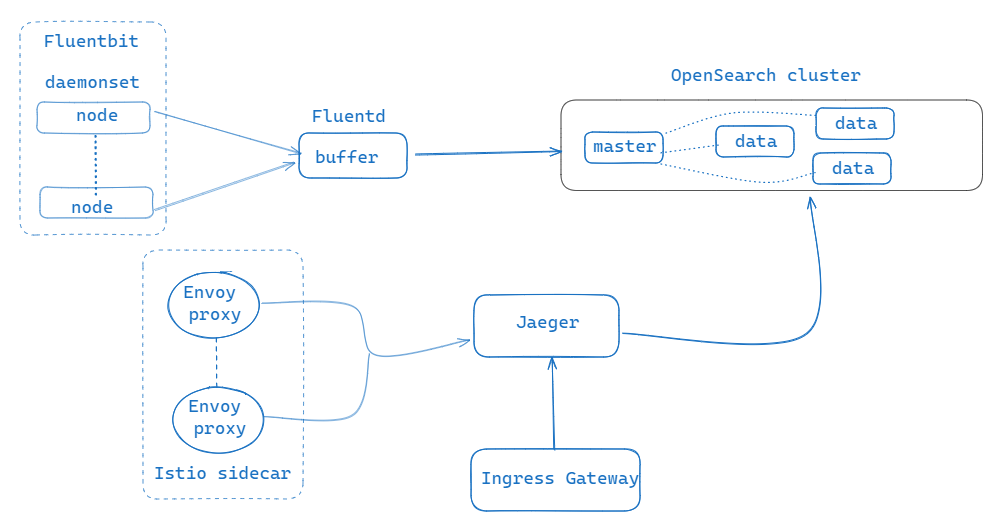 Fluentbit
daemonset
node
node
Fluentd
buffer
OpenSearch cluster
master
data
data
data
Envoy
proxy
Envoy
proxy
Istio sidecar
Jaeger
Ingress Gateway